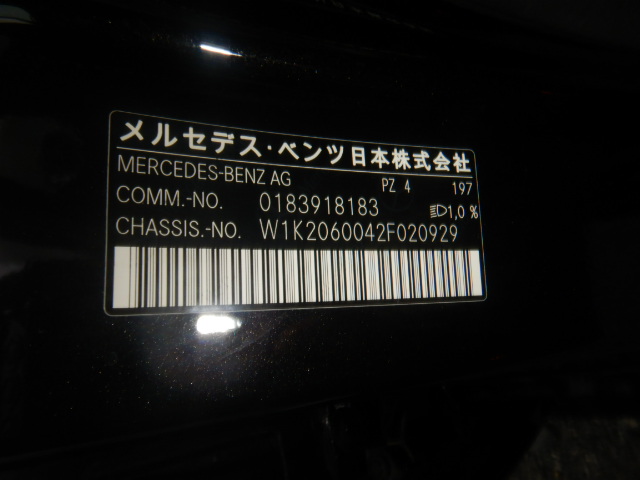 メルセデス・ベンツ日本株式会社
MERCEDES-BENZ AG PZ 4 197
COMM.-NO. 0183918183 1,0 %
CHASSIS.-NO. W1K2060042F020929